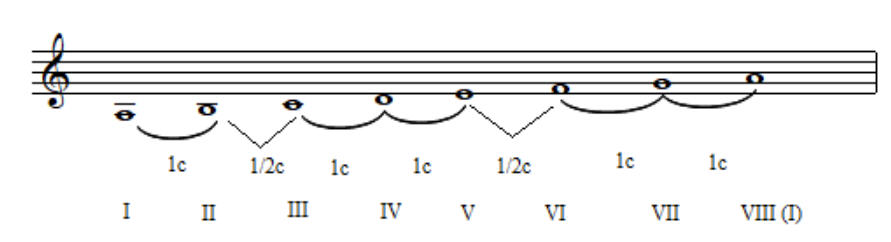 1c 1/2c 1c 1c 1/2c 1c 1c
I II III IV V VI VII VIII (I)